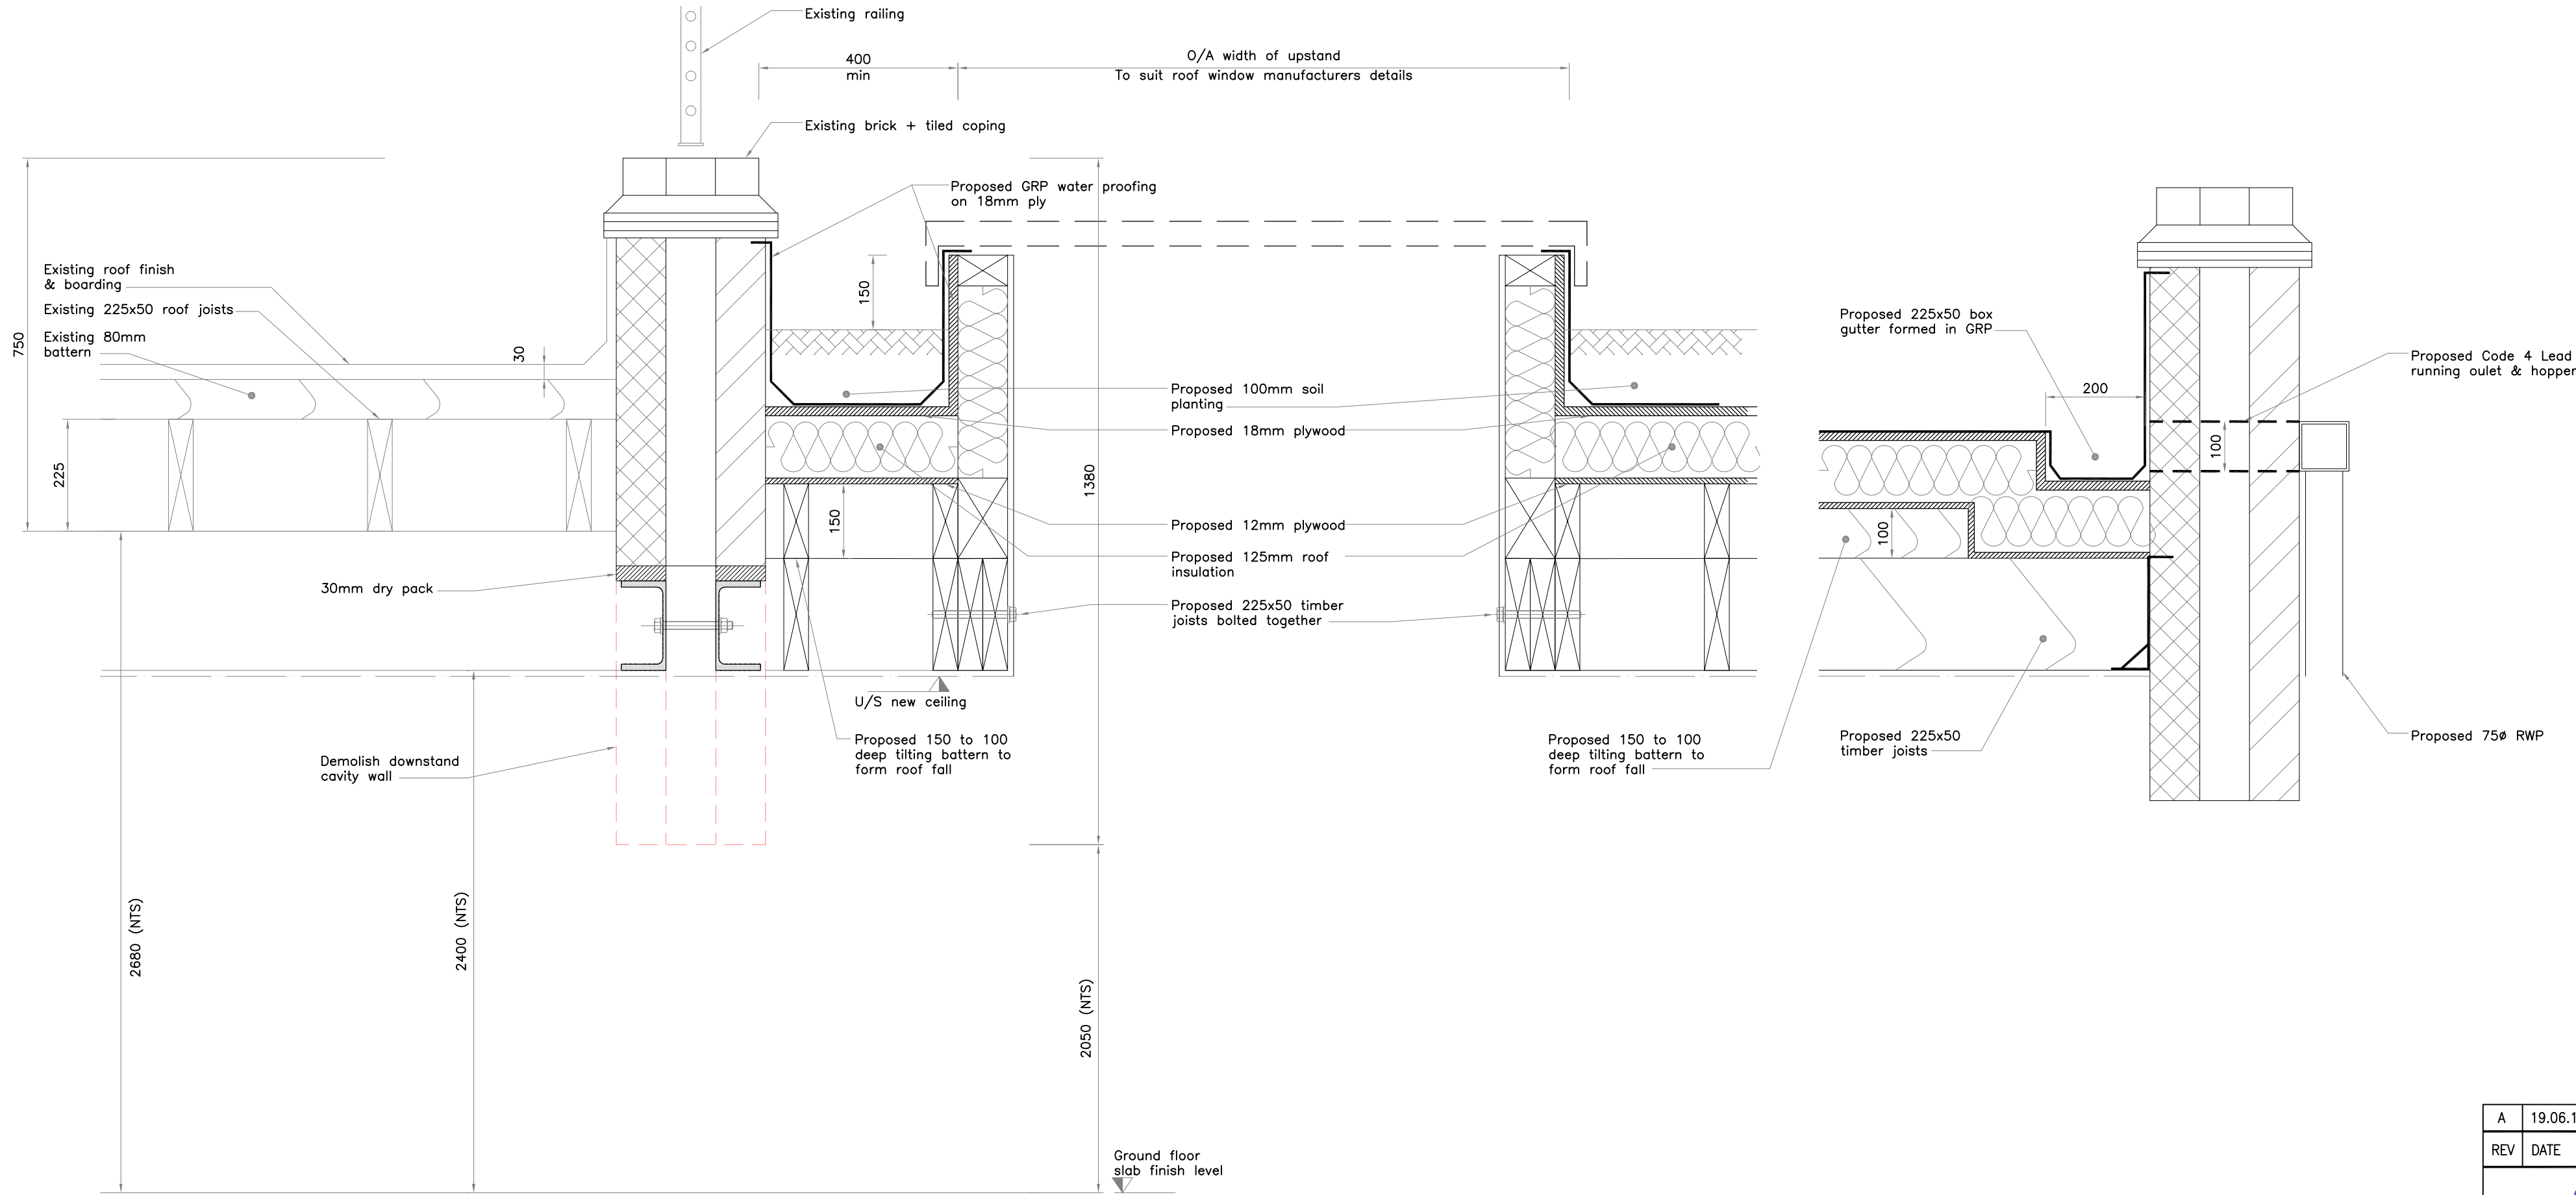 Existing railing
400
min
O/A width of upstand
To suit roof window manufacturers details
Existing brick + tiled coping
Proposed GRP water proofing
on 18mm ply
Existing roof finish
& boarding
Existing 225x50 roof joists
Existing 80mm
battern
750
30
225
150
150
1380
30mm dry pack
Demolish downstand
cavity wall
U/S new ceiling
Proposed 150 to 100
deep tilting battern to
form roof fall
Proposed 100mm soil
planting
Proposed 18mm plywood
Proposed 12mm plywood
Proposed 125mm roof
insulation
Proposed 225x50 timber
joists bolted together
Proposed 225x50 box
gutter formed in GRP
200
100
100
Proposed Code 4 Lead
running oulet & hopper
Proposed 150 to 100
deep tilting battern to
form roof fall
Proposed 225x50
timber joists
Proposed 75ø RWP
2680 (NTS)
2400 (NTS)
2050 (NTS)
Ground floor
slab finish level
A 19.06.1
REV DATE